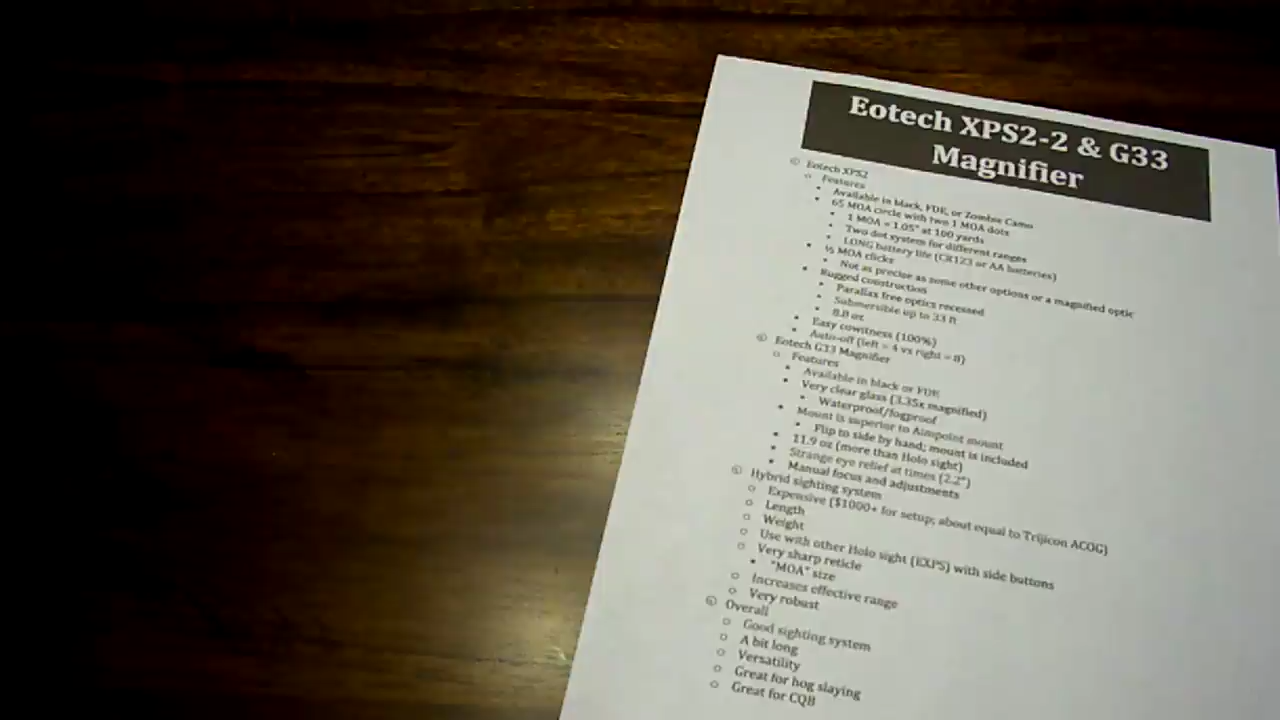 Eotech XPS2-2 & G33
Magnifier
Eotech XPS2
Features
Available in black, FDE, or Zombie Camo
65 MOA circle with two 1 MOA dots
1 MOA = 1.05" at 100 yards
Two dot system for different ranges
LONG battery life (CR123 or AA batteries)
½ MOA clicks
Not as precise as some other options or a magnified optic
Rugged construction
Parallax free optics recessed
Submersible up to 33 ft
8.8 oz
Easy cowitness (100%)
Auto-off (left = 4 vs right = 8)
Eotech G33 Magnifier
Features
Available in black or FDE
Very clear glass (3.35x magnified)
Waterproof/fogproof
Mount is superior to Aimpoint mount
Flip to side by hand; mount is included
11.9 oz (more than Holo sight)
Strange eye relief at times (2.2")
Manual focus and adjustments
Hybrid sighting system
Expensive ($1000+ for setup; about equal to Trijicon ACOG)
Length
Weight
Use with other Holo sight (EXPS) with side buttons
Very sharp reticle
"MOA" size
Increases effective range
Very robust
Overall
Good sighting system
A bit long
Versatility
Great for hog slaying
Great for CQB